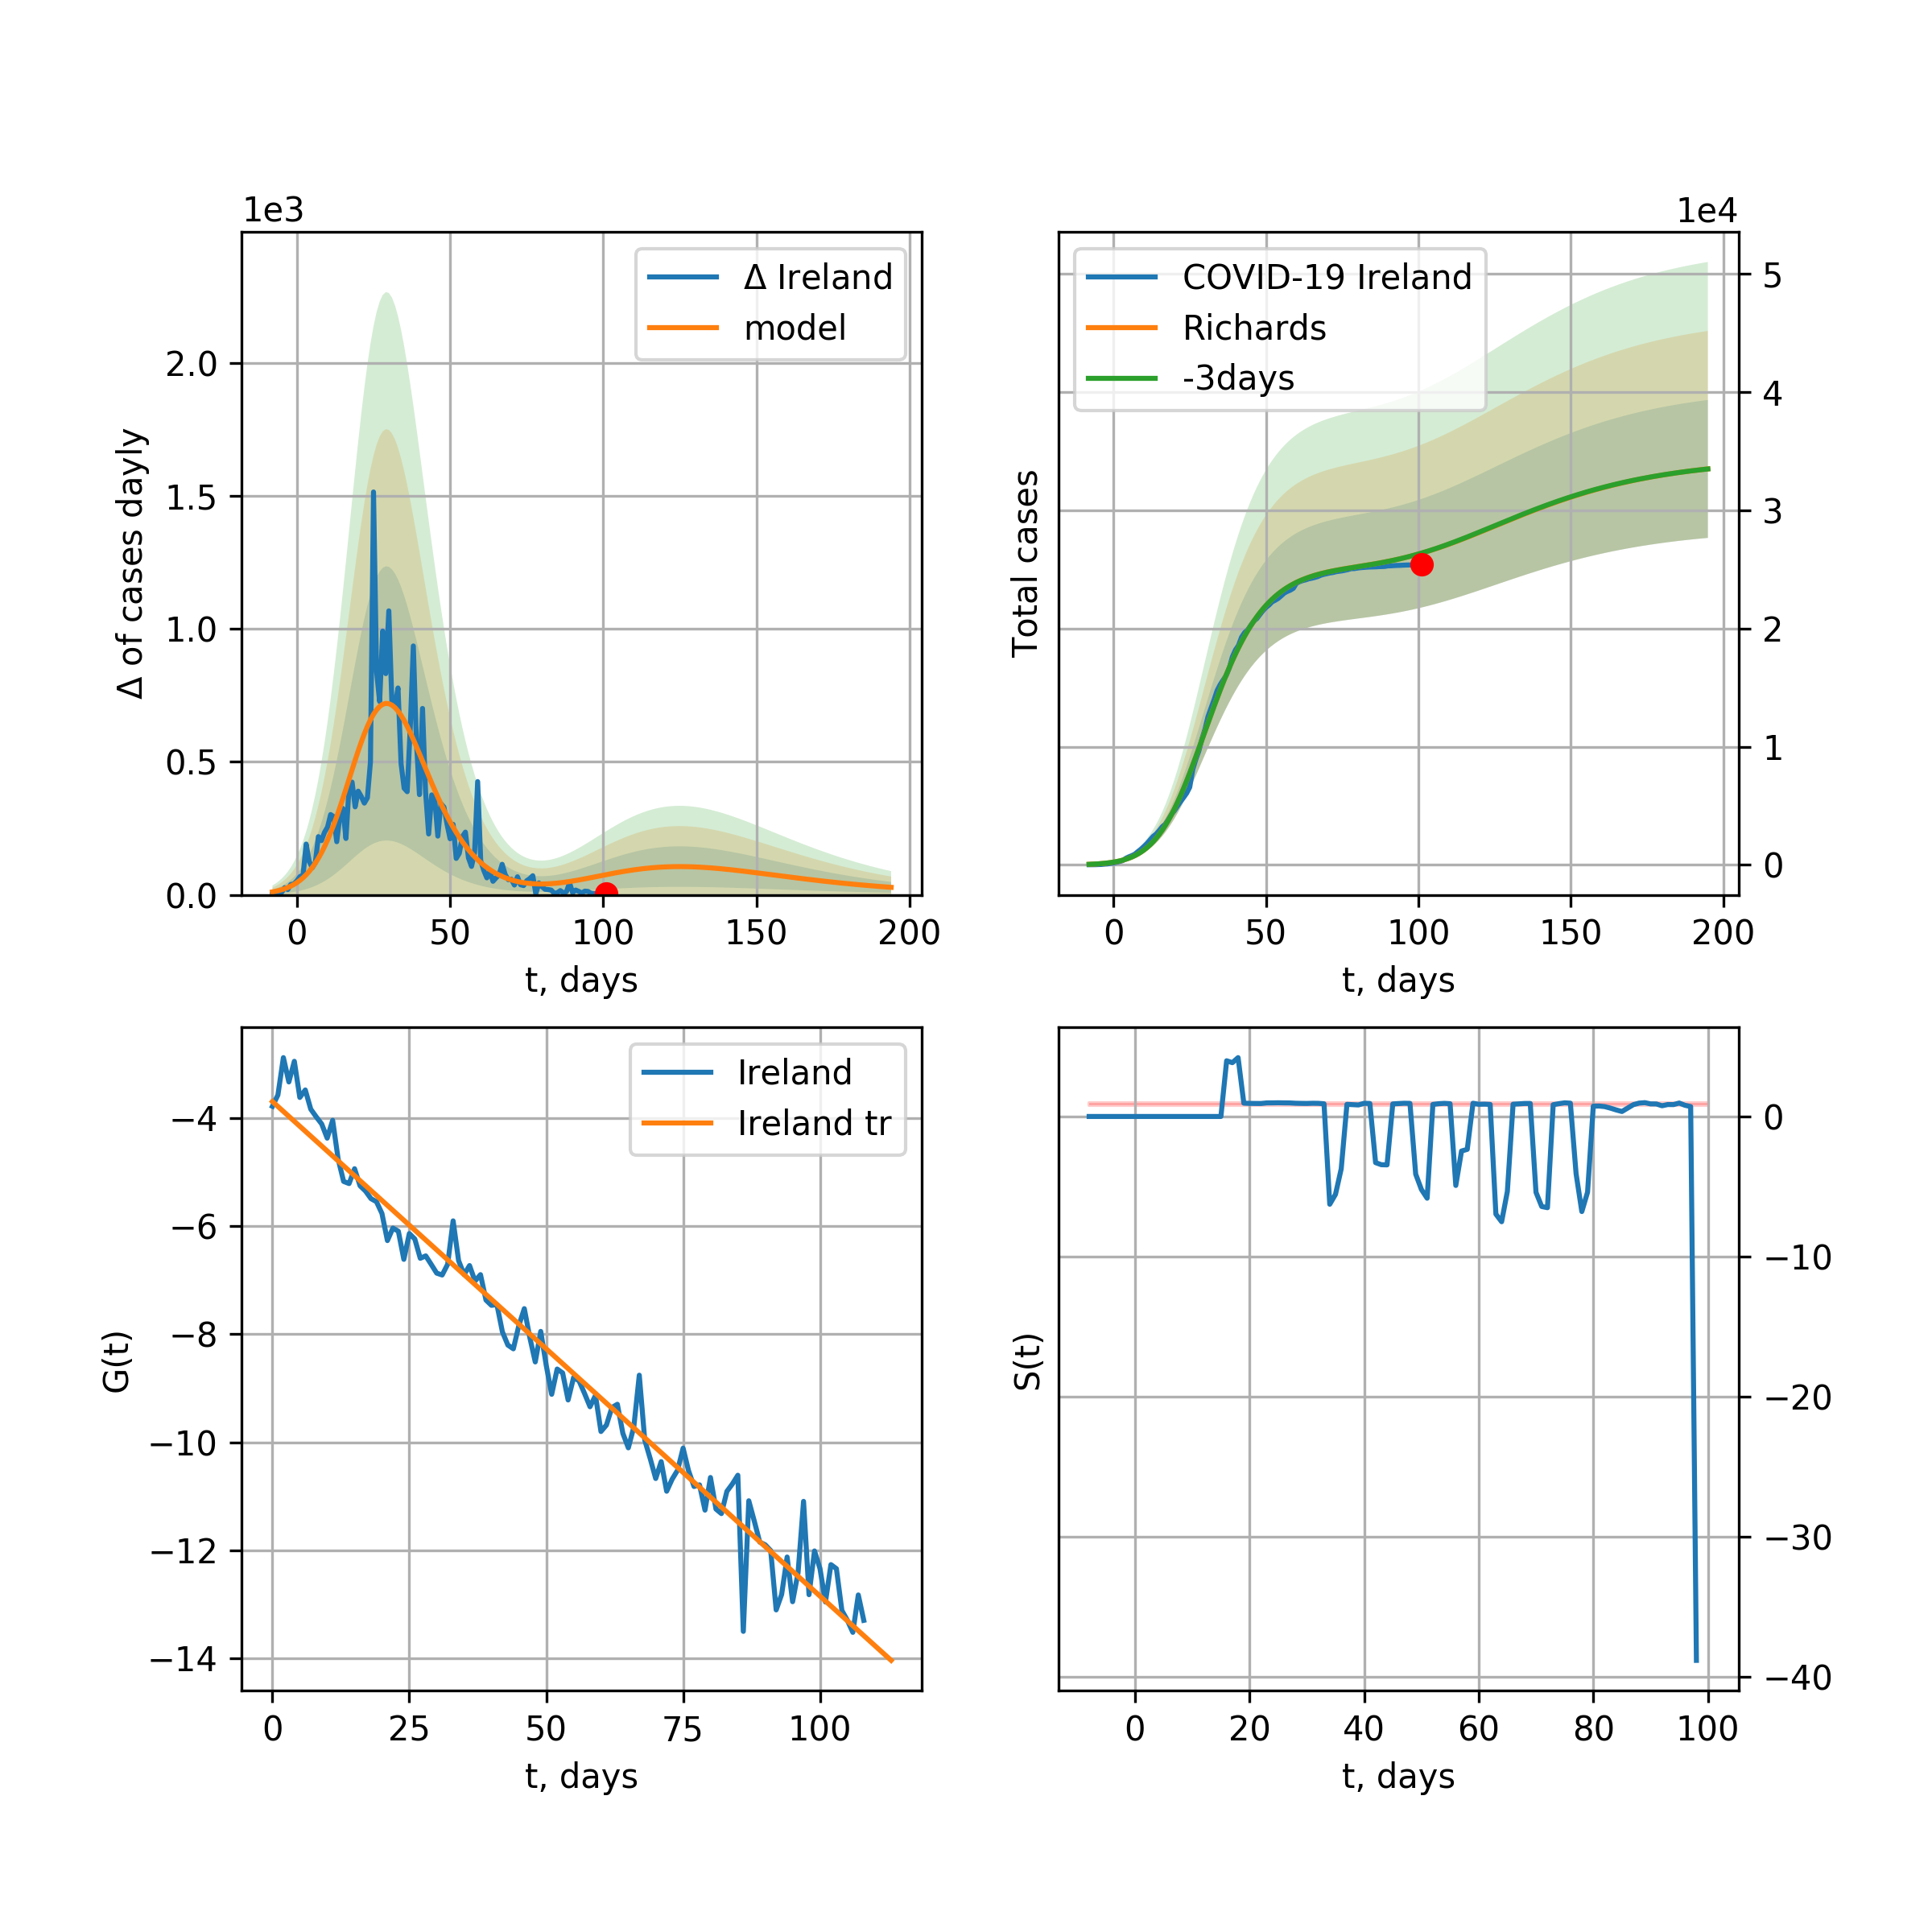 1e3
Δ Ireland
model
2.0
1.5
1.0
0.5
0.0
Δ of cases dayly
0 50 100 150 200
t, days
1e4
COVID-19 Ireland
Richards
-3days
5
4
3
2
1
0
Total cases
0 50 100 150 200
t, days
Ireland
Ireland tr
−4
−6
−8
−10
−12
−14
G(t)
0 25 50 75 100
t, days
0
−10
−20
−30
−40
S(t)
0 20 40 60 80 100
t, days